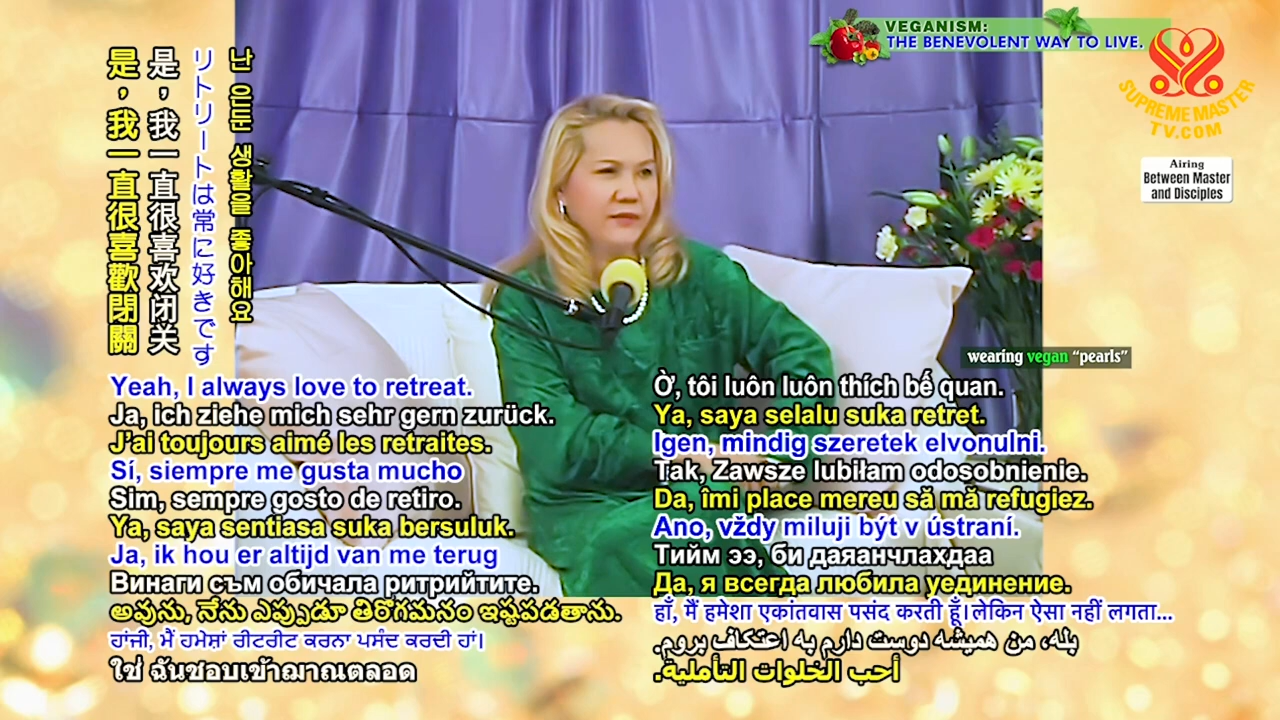 VEGANISM:
THE BENEVOLENT WAY TO LIVE.
SUPREME MASTER
TV.COM
Airing
Between Master
and Disciples
是，我一直很喜歡閉關
是，我一直很喜欢闭关
リトリートは常に好きです
난 은둔 생활을 좋아해요
wearing vegan “pearls”
Yeah, I always love to retreat.
Ja, ich ziehe mich sehr gern zurück.
J’ai toujours aimé les retraites.
Sí, siempre me gusta mucho
Sim, sempre gosto de retiro.
Ya, saya sentiasa suka bersuluk.
Ja, ik hou er altijd van me terug
Винаги съм обичала ритрийтите.
అవును, నేను ఎప్పుడూ తిరోగమనం ఇష్టపడతాను.
ਹਾਂਜੀ, ਮੈਂ ਹਮੇਸ਼ਾਂ ਰੀਟਰੀਟ ਕਰਨਾ ਪਸੰਦ ਕਰਦੀ ਹਾਂ।
ใช่ ฉันชอบเข้าฌาณตลอด
Ờ, tôi luôn luôn thích bế quan.
Ya, saya selalu suka retret.
Igen, mindig szeretek elvonulni.
Tak, Zawsze lubiłam odosobnienie.
Da, îmi place mereu să mă refugiez.
Ano, vždy miluji být v ústraní.
Тийм ээ, би даяанчлахдаа
Да, я всегда любила уединение.
हाँ, मैं हमेशा एकांतवास पसंद करती हूँ।लेकिन ऐसा नहीं लगता...
بله، من همیشه دوست دارم به اعتکاف بروم.
أحب الخلوات التأملية.